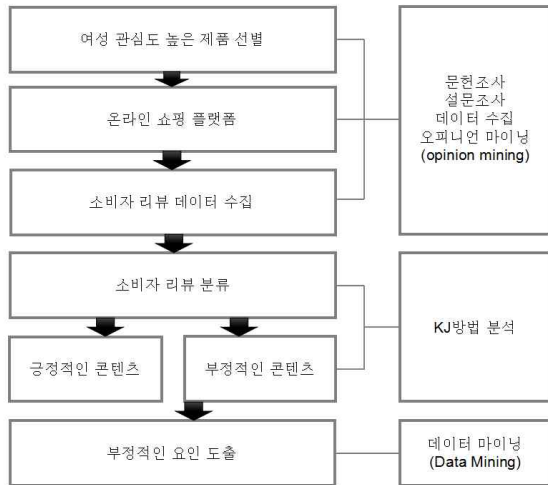 여성 관심도 높은 제품 선별
온라인 쇼핑 플랫폼
소비자 리뷰 데이터 수집
문헌조사
설문조사
데이터 수집
오피니언 마이닝
(opinion mining)
소비자 리뷰 분류
긍정적인 콘텐츠
부정적인 콘텐츠
KJ방법 분석
부정적인 요인 도출
데이터 마이닝
(Data Mining)